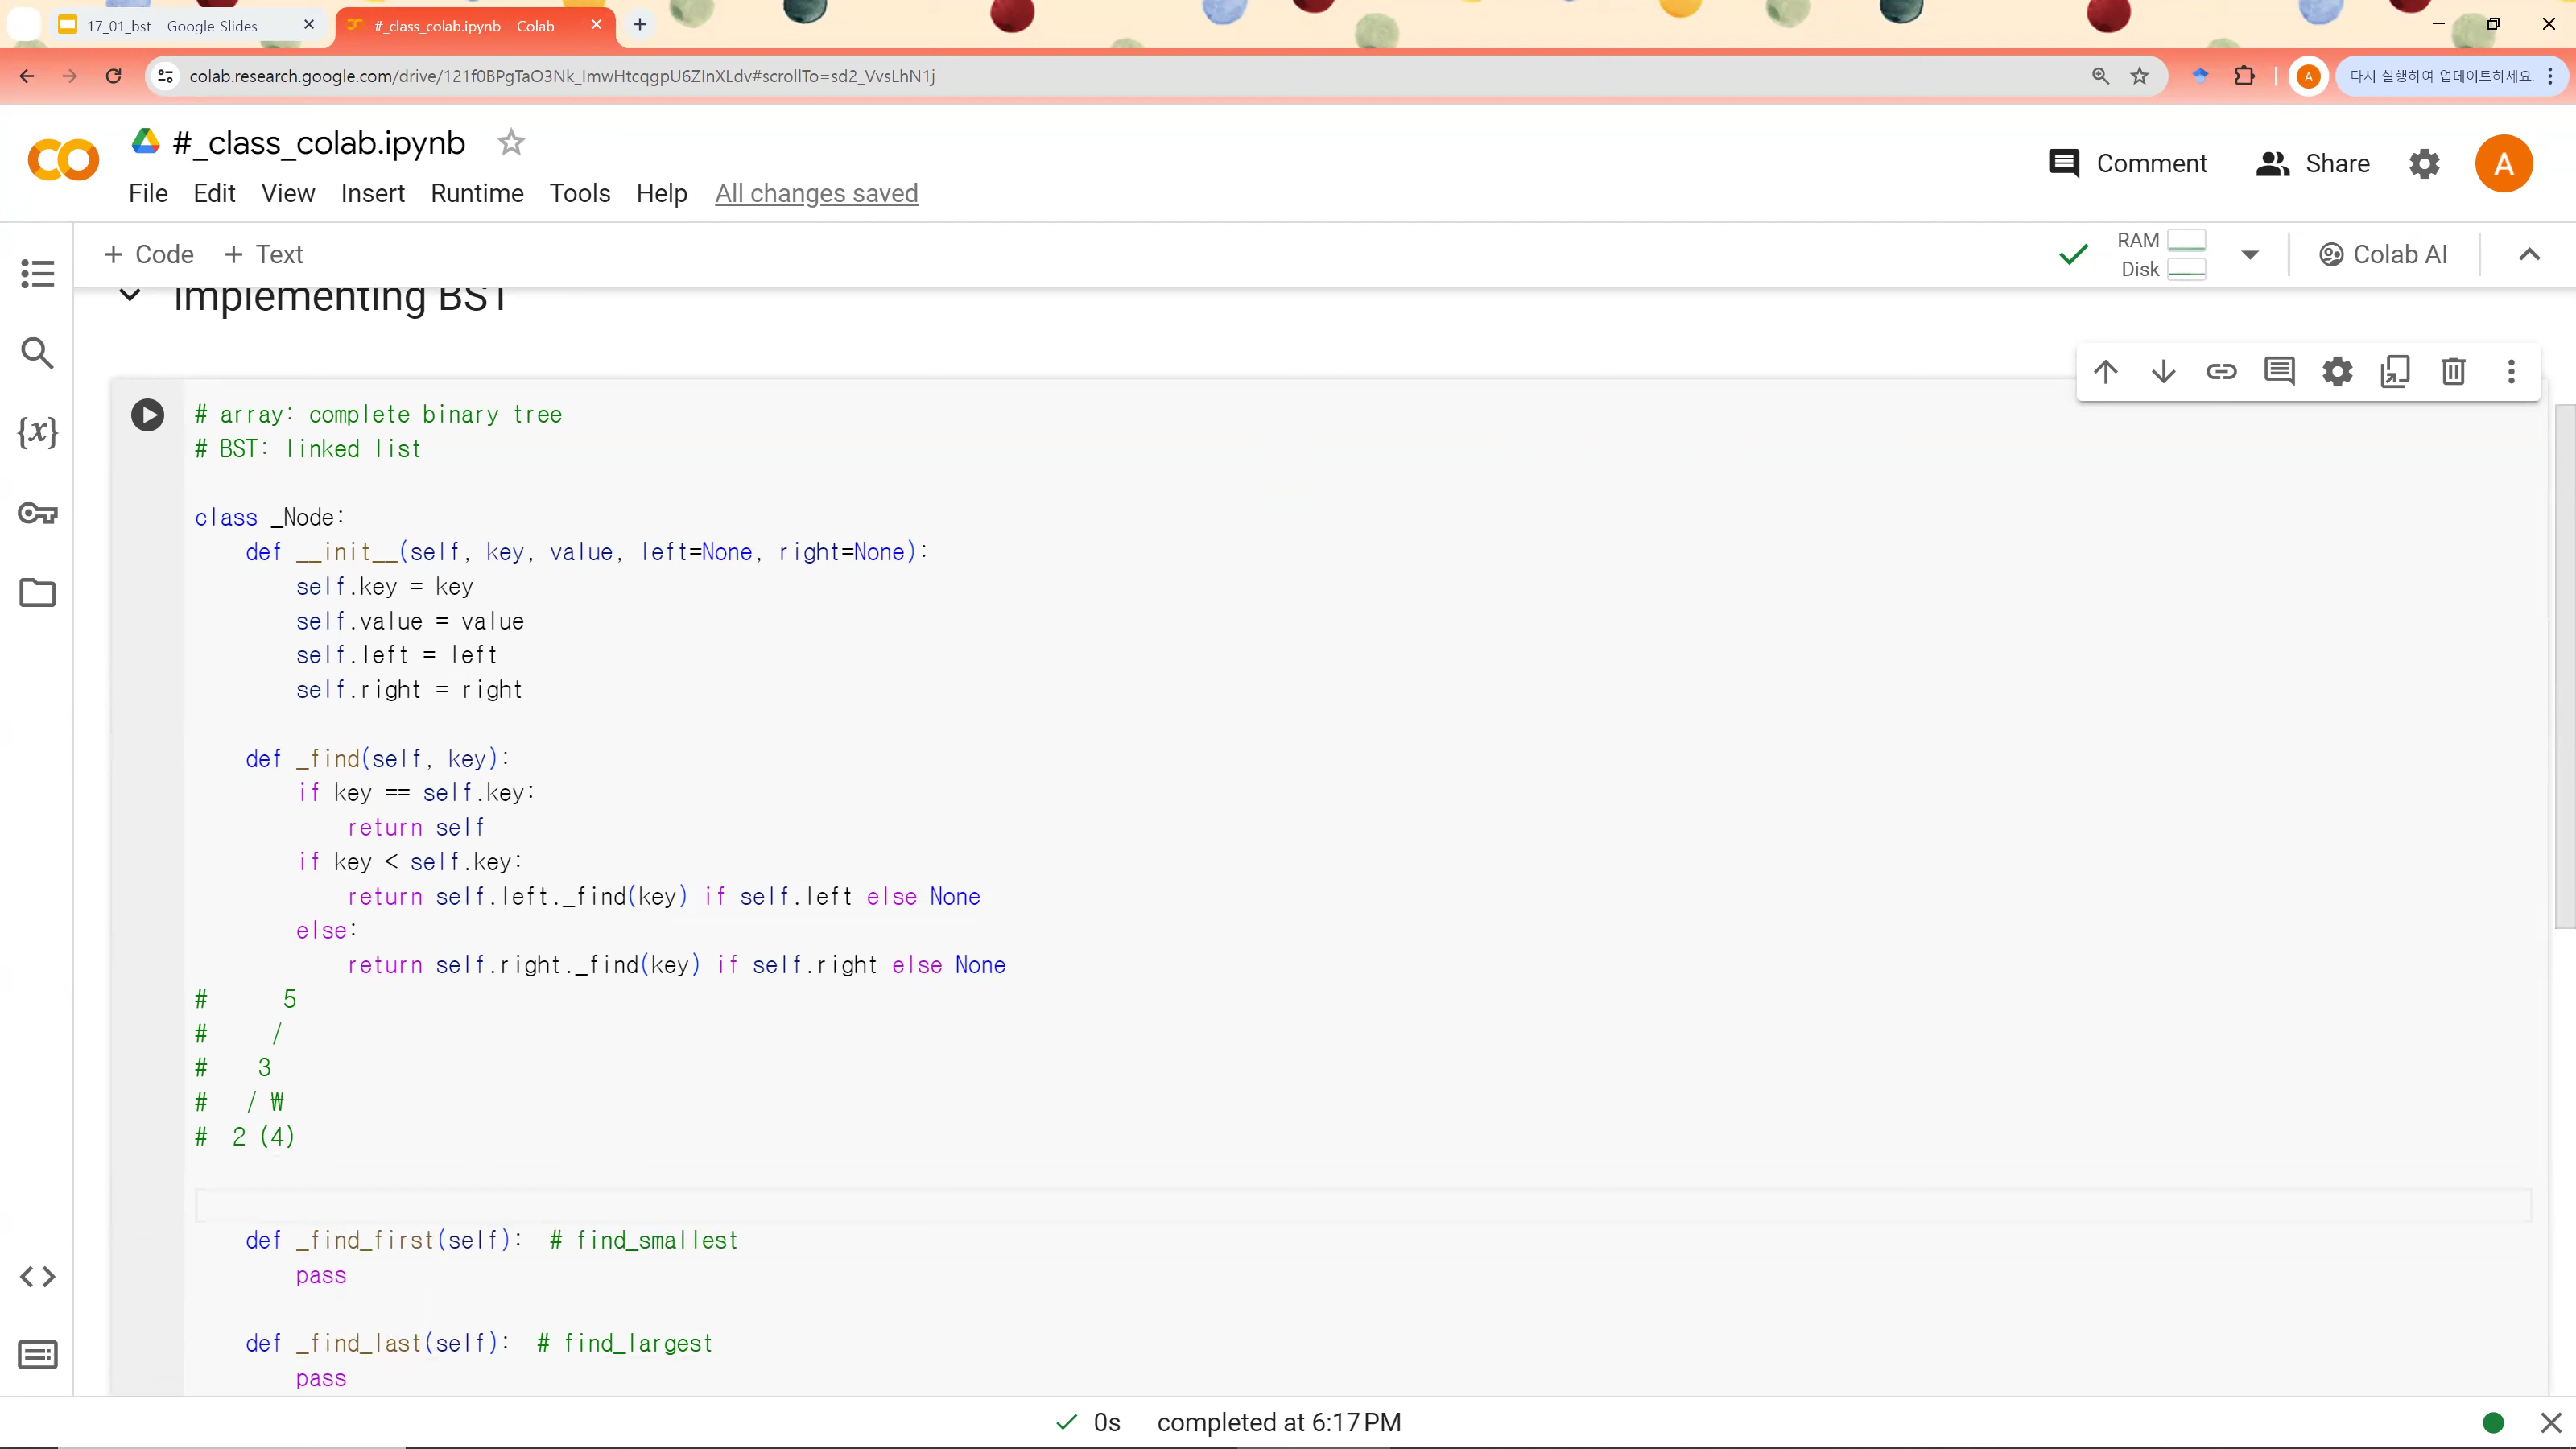 17_01_bst - Google Slides
#_class_colab.ipynb - Colab
colab.research.google.com/drive/121f0BPgTaO3Nk_ImwHtcqgpU6ZInXLdv#scrollTo=sd2_VvsLhN1j
A
다시 실행하여 업데이트하세요.
#_class_colab.ipynb
Comment
Share
A
File Edit View Insert Runtime Tools Help All changes saved
+ Code + Text
RAM
Disk
Colab AI
Implementing BST
{x}
# array: complete binary tree
# BST: linked list
class _Node:
def __init__(self, key, value, left=None, right=None):
self.key = key
self.value = value
self.left = left
self.right = right
def _find(self, key):
if key == self.key:
return self
if key < self.key:
return self.left._find(key) if self.left else None
else:
return self.right._find(key) if self.right else None
# 5
# /
# 3
# / ₩
# 2 (4)
def _find_first(self): # find_smallest
pass
def _find_last(self): # find_largest
pass
0s completed at 6:17 PM